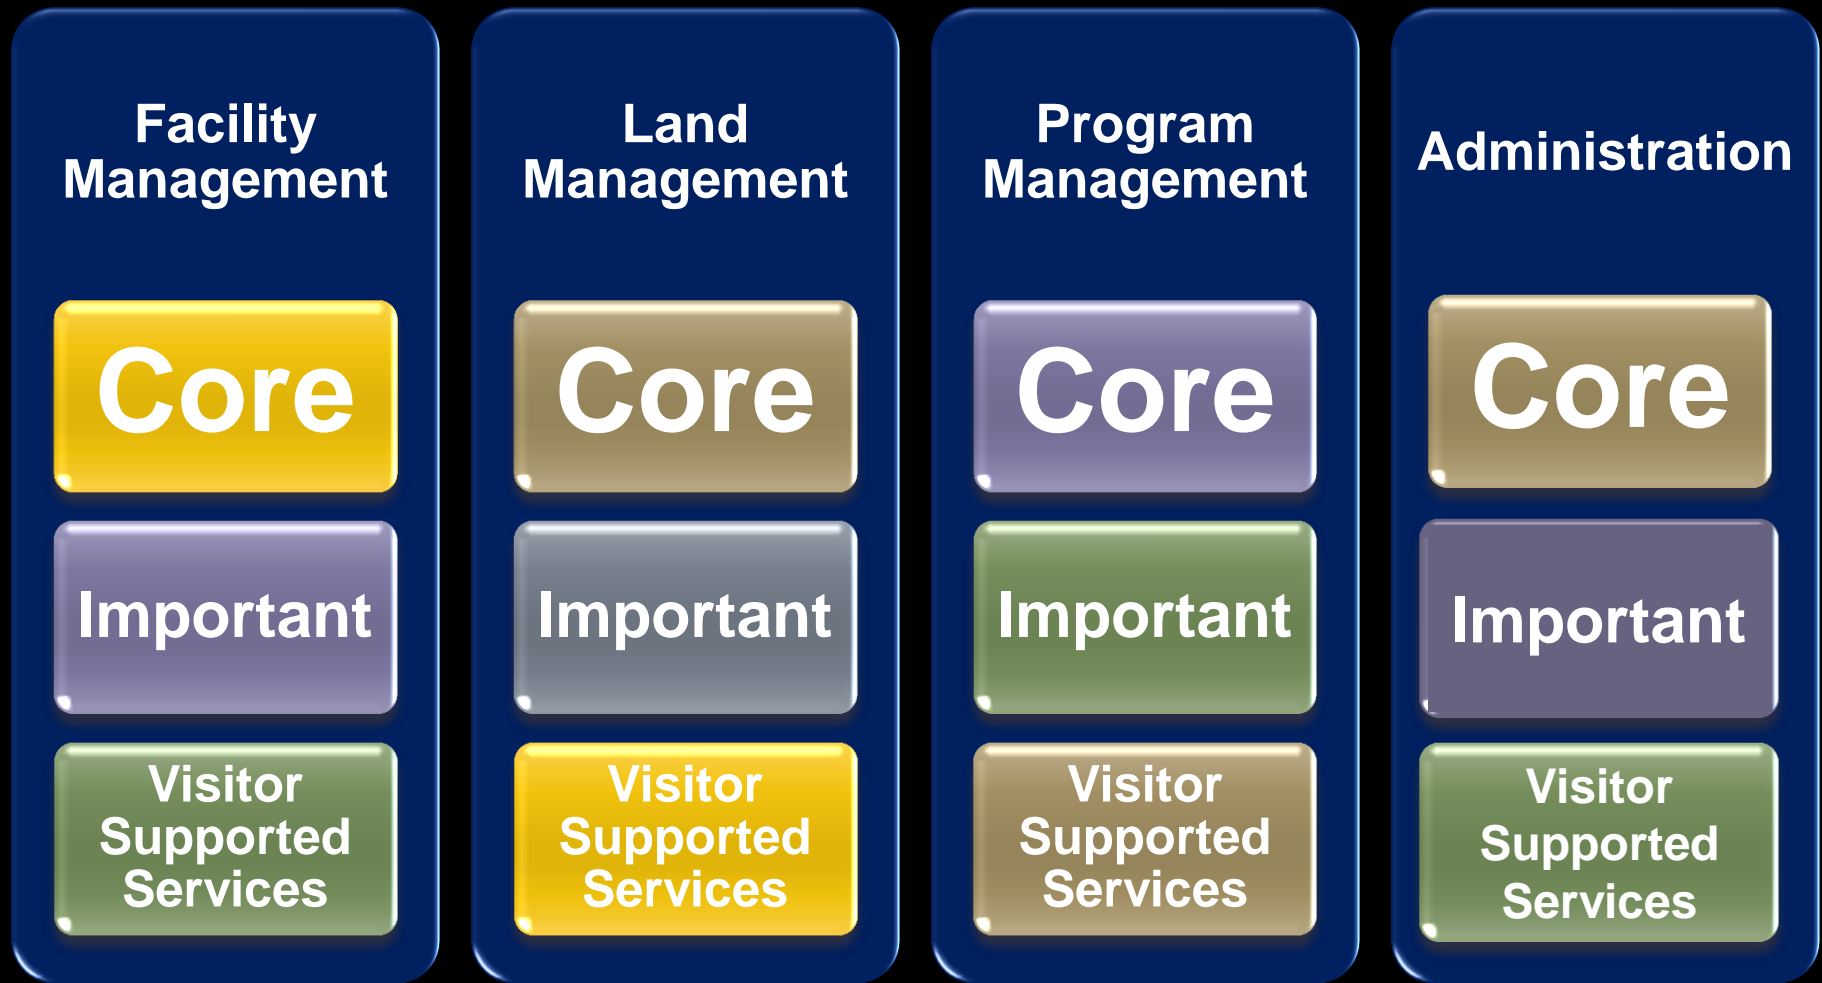 Facility
Management
Core
Important
Visitor
Supported
Services
Land
Management
Core
Important
Visitor
Supported
Services
Program
Management
Core
Important
Visitor
Supported
Services
Administration
Core
Important
Visitor
Supported
Services